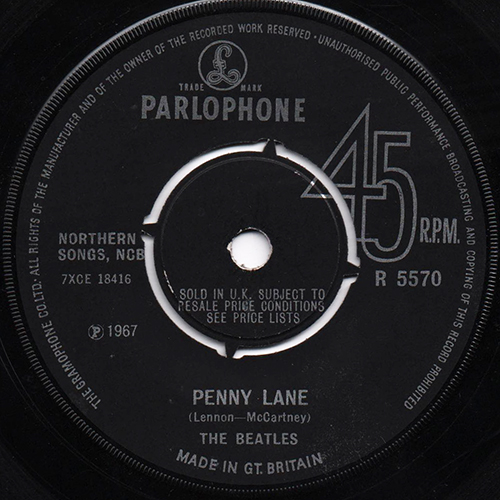 THE GRAMOPHONE CO. LTD. ALL RIGHTS OF THE MANUFACTURER AND OF THE OWNER OF THE RECORDED WORK RESERVED • UNAUTHORISED PUBLIC PERFORMANCE BROADCASTING AND COPYING OF THIS RECORD PROHIBITED
£
TRADE MARK
PARLOPHONE
45
R.P.M.
NORTHERN
SONGS, NCB
7XCE 18416
R 5570
SOLD IN U.K. SUBJECT TO
RESALE PRICE CONDITIONS
SEE PRICE LISTS
℗ 1967
PENNY LANE
(Lennon—McCartney)
THE BEATLES
MADE IN GT. BRITAIN